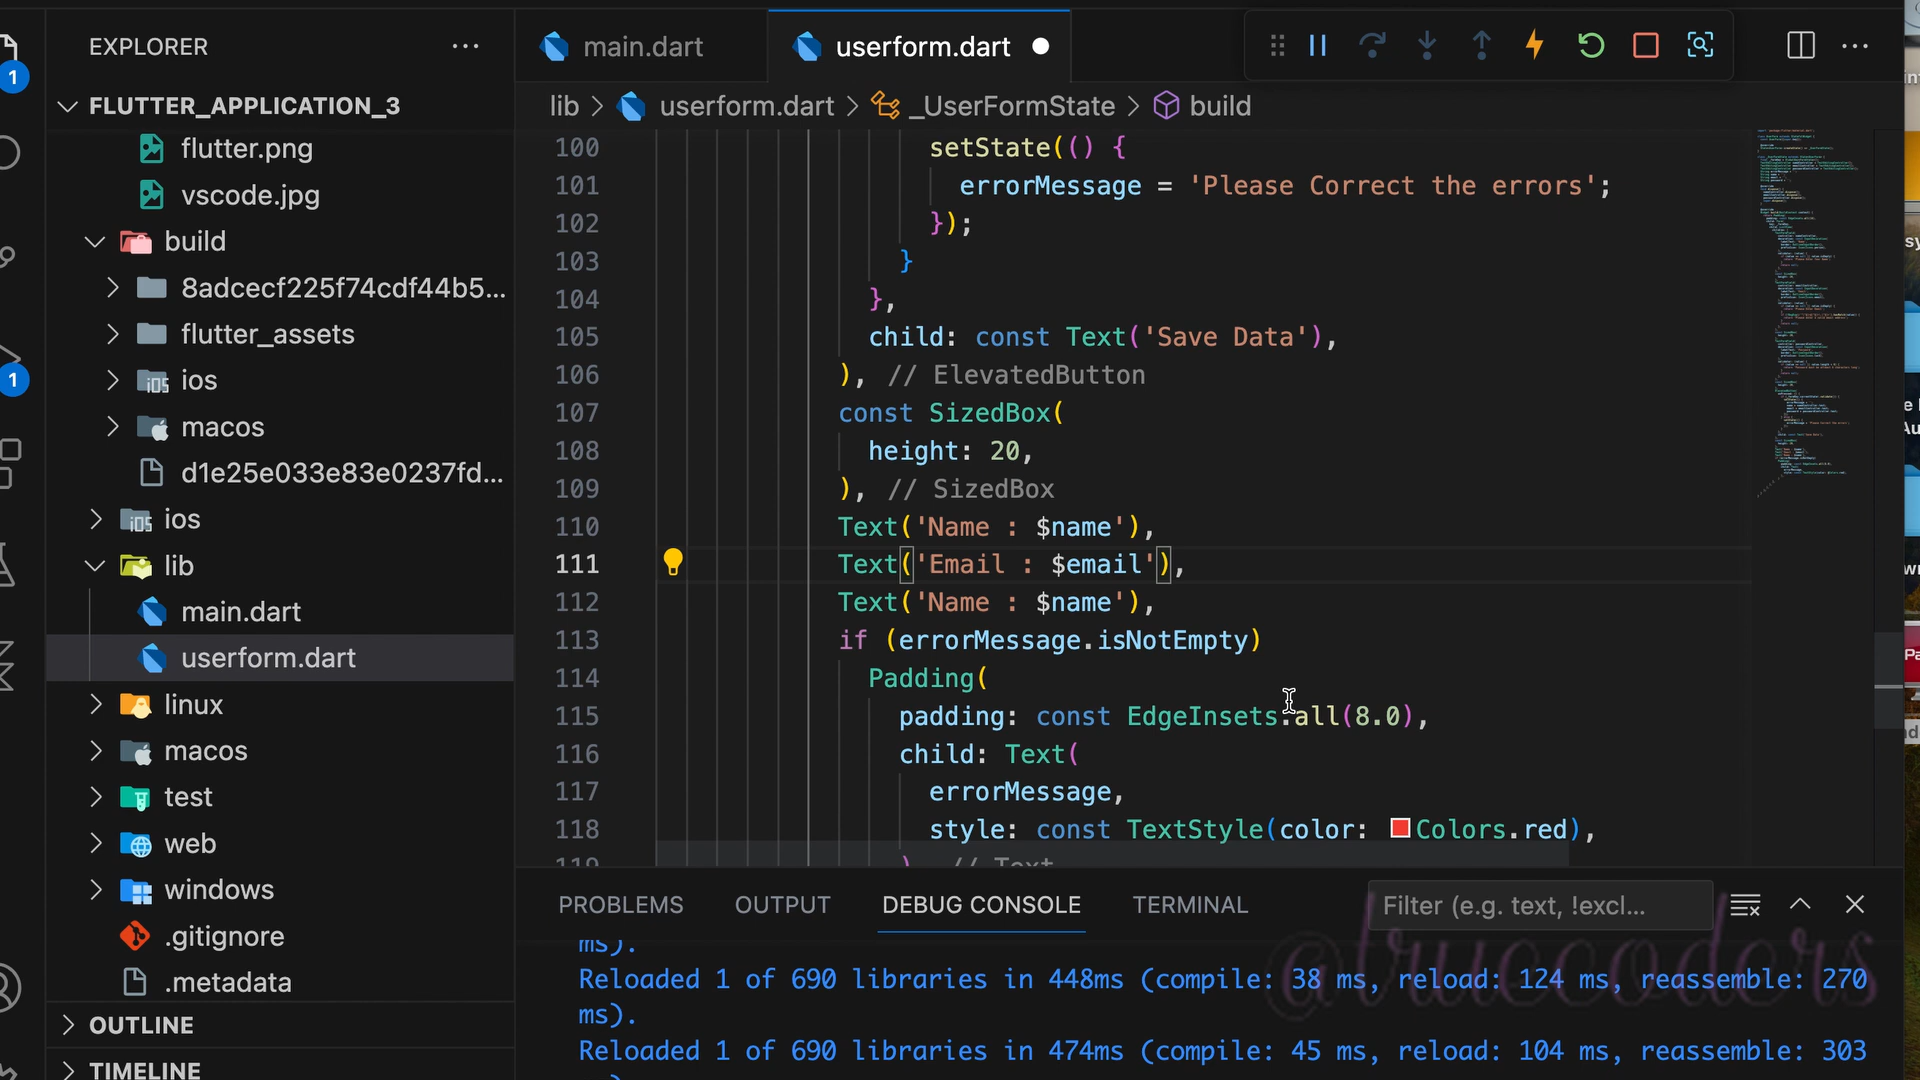 EXPLORER
main.dart
userform.dart
FLUTTER_APPLICATION_3
lib > userform.dart > _UserFormState > build
flutter.png
vscode.jpg
build
8adcecf225f74cdf44b5...
flutter_assets
ios
macos
d1e25e033e83e0237fd...
ios
lib
main.dart
userform.dart
linux
macos
test
web
windows
.gitignore
.metadata
OUTLINE
TIMELINE
1
1
100 setState(() {
101 errorMessage = 'Please Correct the errors';
102 });
103 }
104 },
105 child: const Text('Save Data'),
106 ), // ElevatedButton
107 const SizedBox(
108 height: 20,
109 ), // SizedBox
110 Text('Name : $name'),
111 Text('Email : $email'),
112 Text('Name : $name'),
113 if (errorMessage.isNotEmpty)
114 Padding(
115 padding: const EdgeInsets.all(8.0),
116 child: Text(
117 errorMessage,
118 style: const TextStyle(color: Colors.red),
119 ) // Text
PROBLEMS OUTPUT DEBUG CONSOLE TERMINAL Filter (e.g. text, !excl...
ms).
Reloaded 1 of 690 libraries in 448ms (compile: 38 ms, reload: 124 ms, reassemble: 270
ms).
Reloaded 1 of 690 libraries in 474ms (compile: 45 ms, reload: 104 ms, reassemble: 303
@truecoders